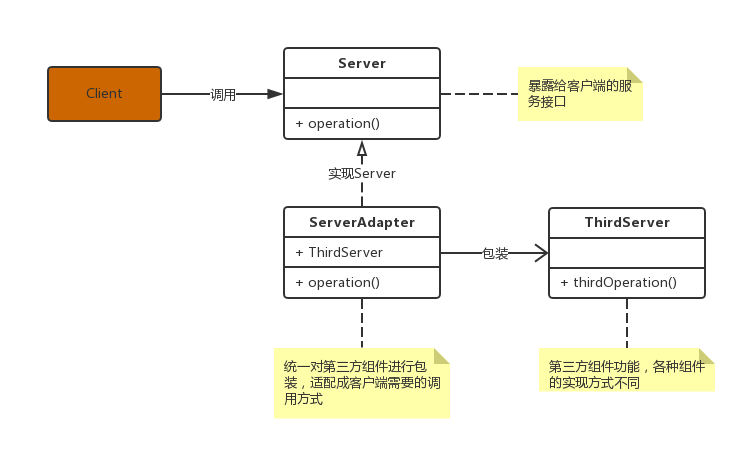 Server
Client
调用
暴露给客户端的服
务接口
+ operation()
实现Server
ServerAdapter
ThirdServer
+ ThirdServer
包装
+ operation()
+ thirdOperation()
统一对第三方组件进行包
装，适配成客户端需要的调
用方式
第三方组件功能，各种组件
的实现方式不同